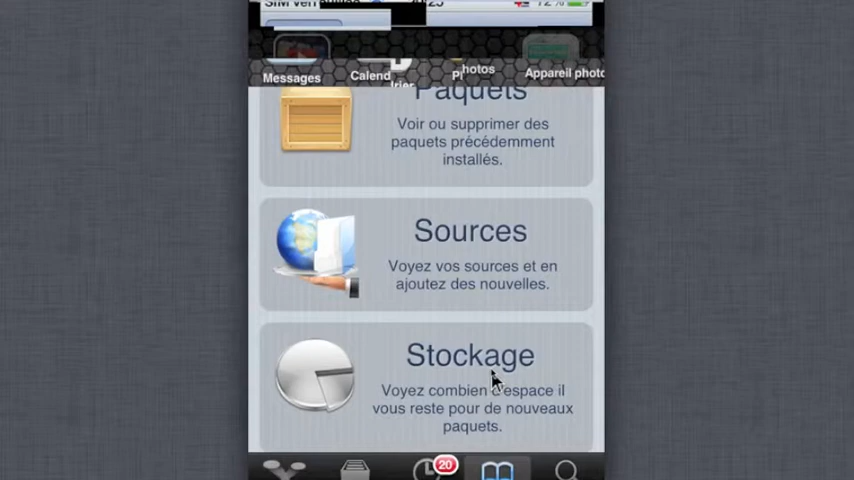 Messages
Calend
rier
Photos
Appareil photo
Paquets
Voir ou supprimer des
paquets précédemment
installés.
Sources
Voyez vos sources et en
ajoutez des nouvelles.
Stockage
Voyez combien d'espace il
vous reste pour de nouveaux
paquets.
20